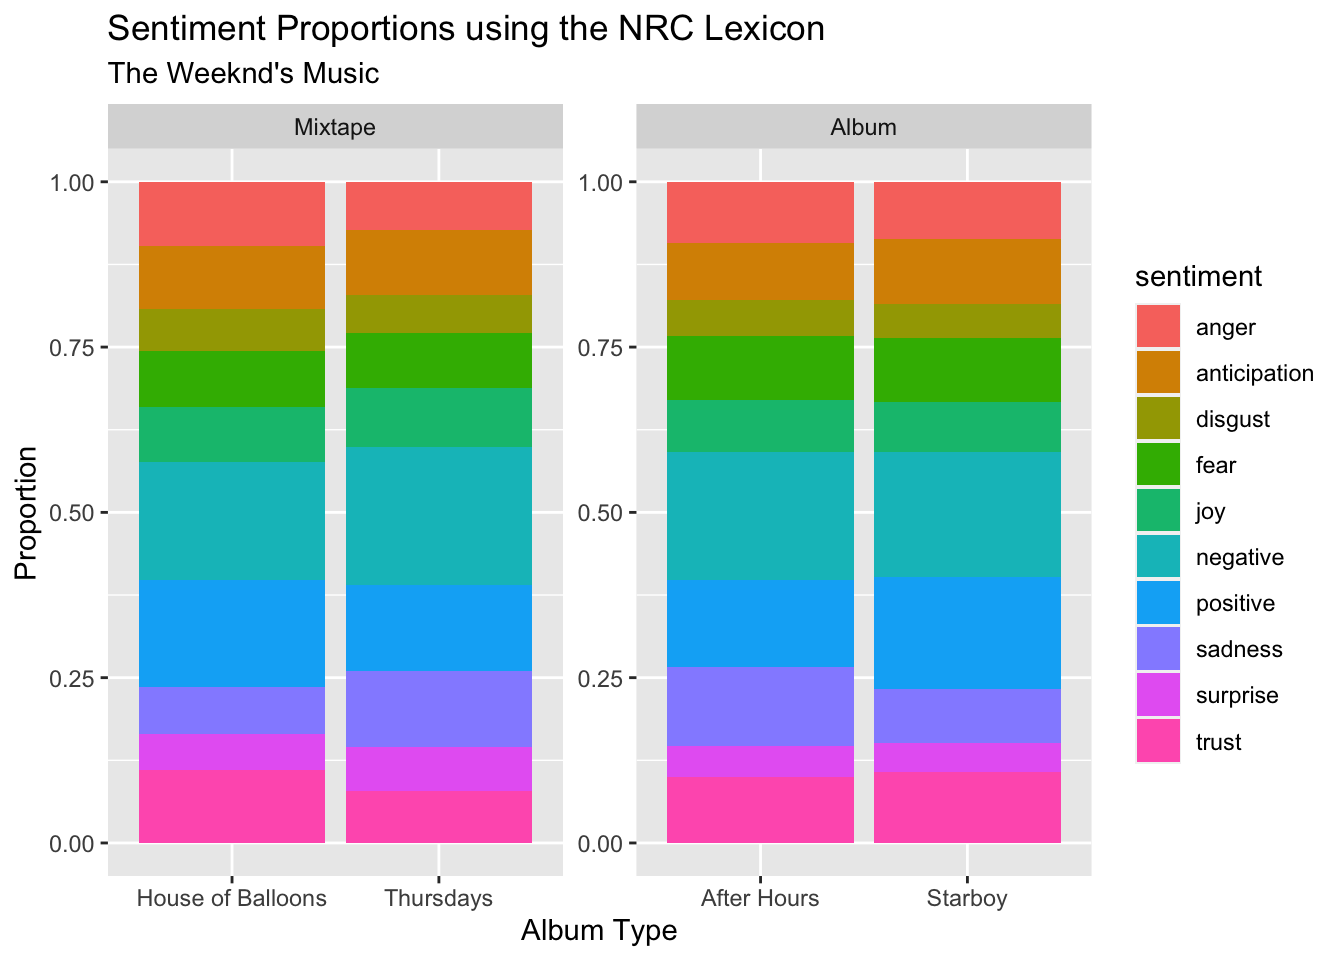 Sentiment Proportions using the NRC Lexicon
The Weeknd's Music
Mixtape
Album
1.00
0.75
0.50
0.25
0.00
1.00
0.75
0.50
0.25
0.00
Proportion
House of Balloons
Thursdays
After Hours
Starboy
Album Type
sentiment
anger
anticipation
disgust
fear
joy
negative
positive
sadness
surprise
trust